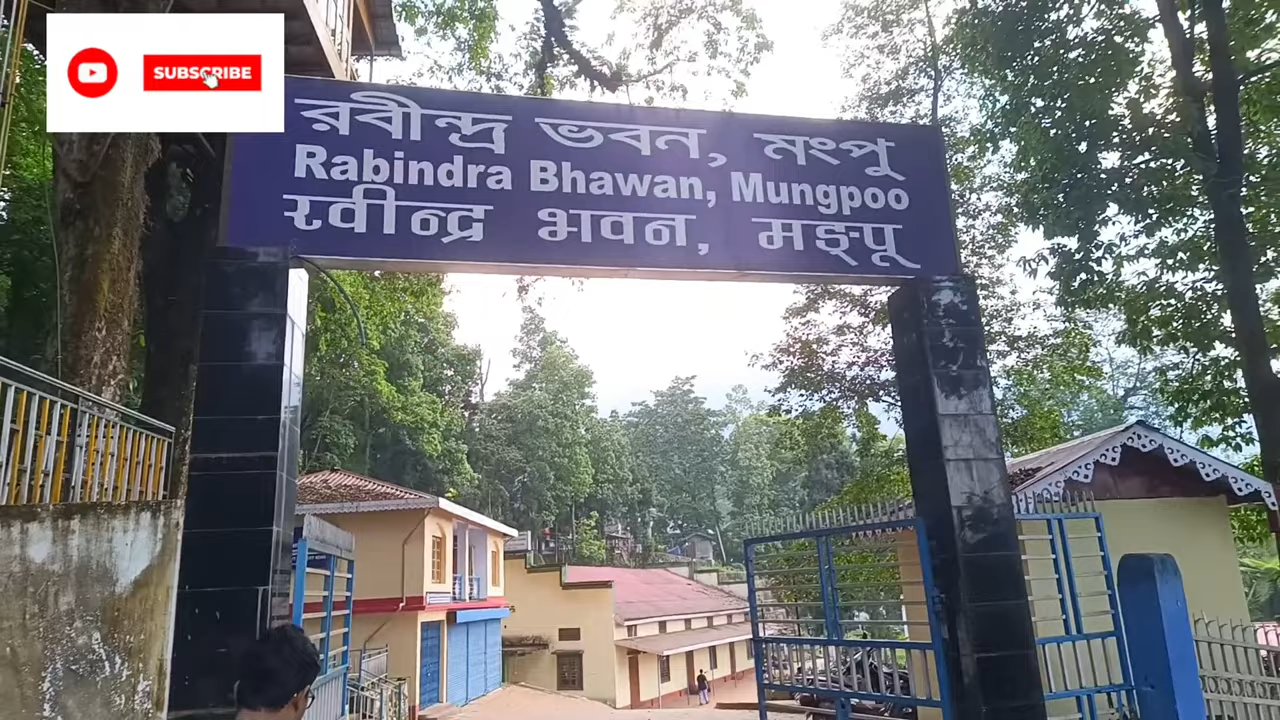 SUBSCRIBE
রবীন্দ্র ভবন, মংপু
Rabindra Bhawan, Mungpoo
रवीन्द्र भवन, मङ्पू